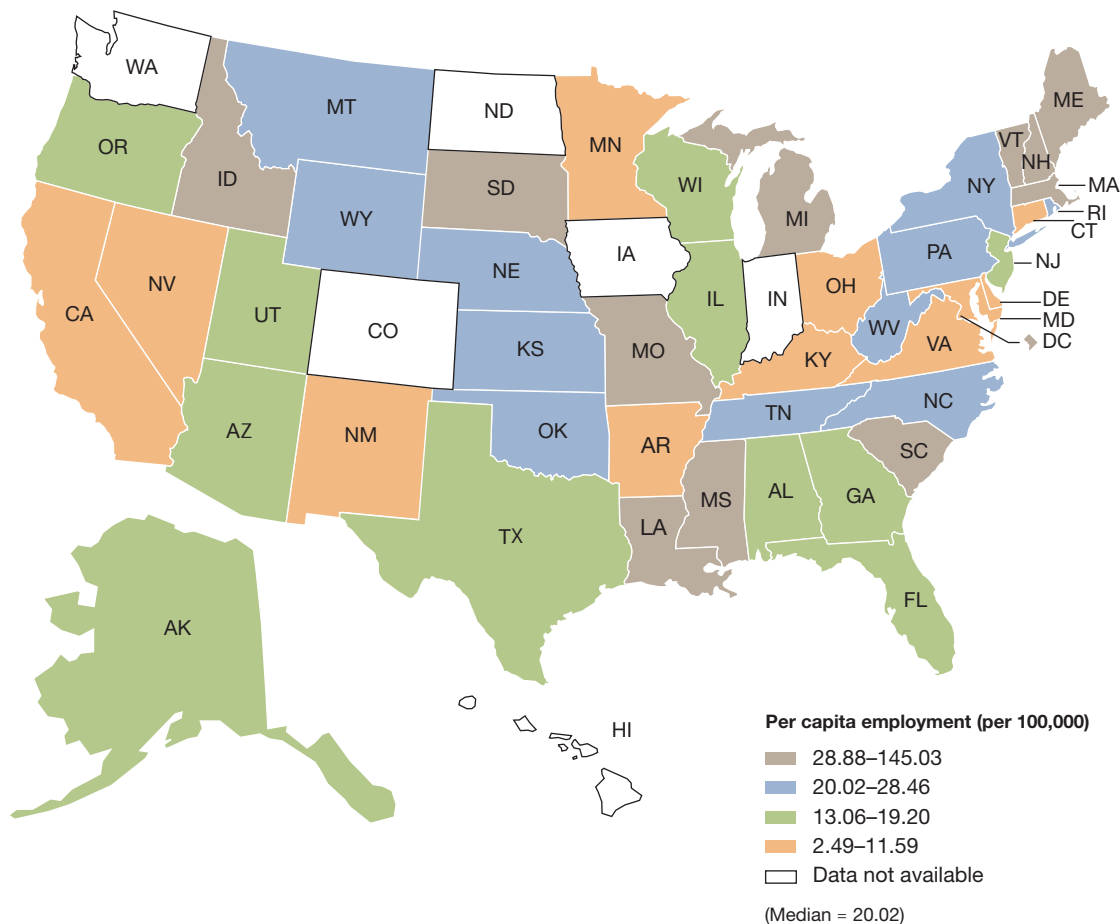 WA
MT
ND
MN
ME
VT
NH
OR
ID
SD
WI
MI
NY
MA
RI
CT
WY
IA
PA
NJ
NE
NV
CA
UT
CO
IL
IN
OH
DE
MD
DC
WV
VA
KS
MO
KY
AZ
NM
OK
AR
TN
NC
SC
MS
AL
GA
LA
TX
FL
AK
HI
Per capita employment (per 100,000)
28.88–145.03
20.02–28.46
13.06–19.20
2.49–11.59
Data not available
(Median = 20.02)